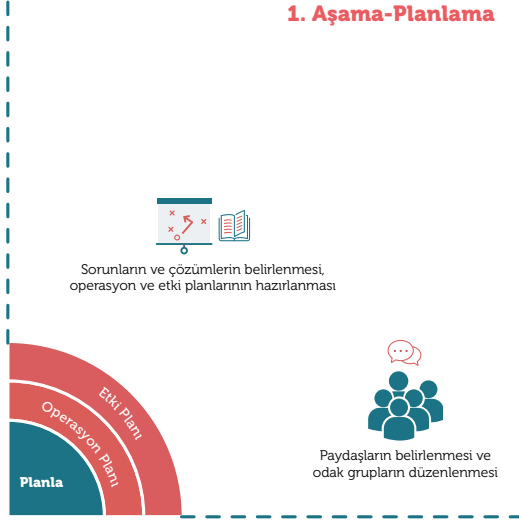 1. Aşama-Planlama
Sorunların ve çözümlerin belirlenmesi,
operasyon ve etki planlarının hazırlanması
Etki Planı
Operasyon Planı
Planla
Paydaşların belirlenmesi ve
odak grupların düzenlenmesi